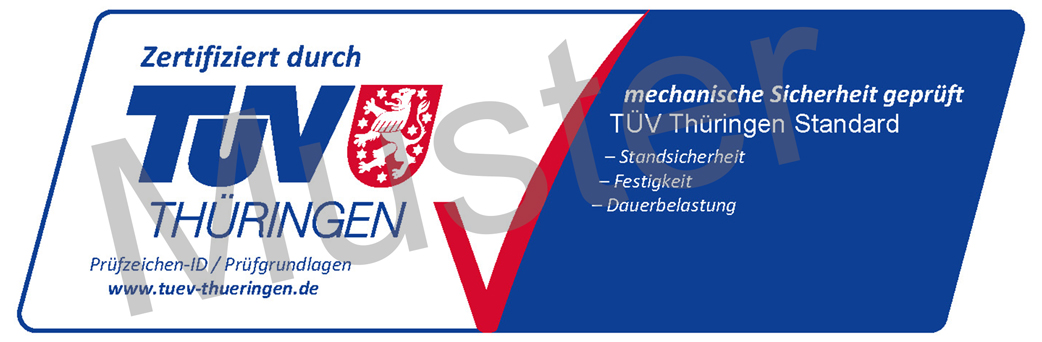 Zertifiziert durch
TÜV
THÜRINGEN
Prüfzeichen-ID / Prüfgrundlagen
www.tuev-thueringen.de
mechanische Sicherheit geprüft
TÜV Thüringen Standard
– Standsicherheit
– Festigkeit
– Dauerbelastung
Muster